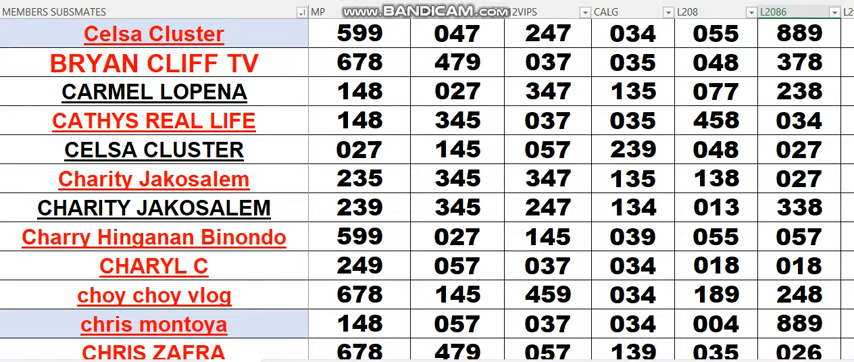 MEMBERS SUBSMATES MP www.BANDICAM.com 2VIPS CALG L208 L2086 L2
Celsa Cluster 599 047 247 034 055 889
BRYAN CLIFF TV 678 479 037 035 048 378
CARMEL LOPENA 148 027 347 135 077 238
CATHYS REAL LIFE 148 345 037 035 458 034
CELSA CLUSTER 027 145 057 239 048 027
Charity Jakosalem 235 345 347 135 138 027
CHARITY JAKOSALEM 239 345 247 134 013 338
Charry Hinganan Binondo 599 027 145 039 055 057
CHARYL C 249 057 037 034 018 018
choy choy vlog 678 145 459 034 189 248
chris montoya 148 057 037 034 004 889
CHRIS ZAFRA 678 479 057 139 035 026